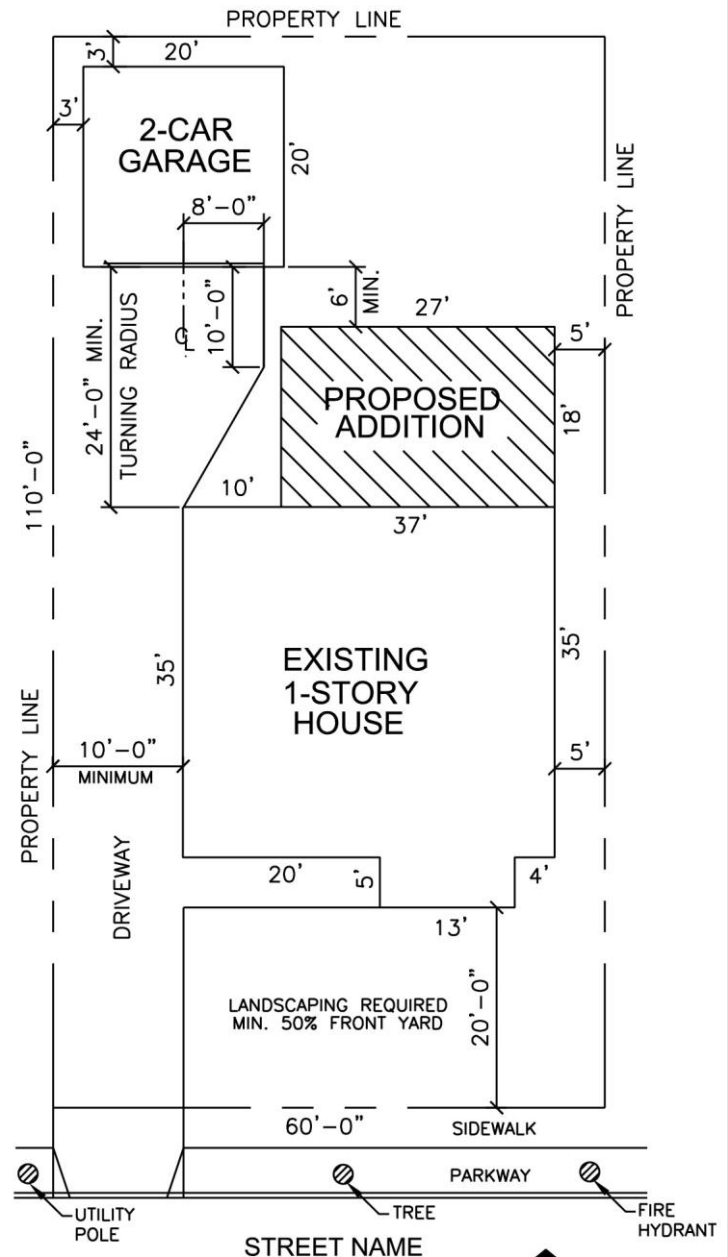 PROPERTY LINE
3'
20'
3'
2-CAR
GARAGE
20'
PROPERTY LINE
8'-0"
24'-0" MIN.
TURNING RADIUS
CL
10'-0"
6'
MIN.
27'
5'
PROPOSED
ADDITION
18'
110'-0"
10'
37'
EXISTING
1-STORY
HOUSE
35'
35'
PROPERTY LINE
10'-0"
MINIMUM
5'
DRIVEWAY
20'
5'
4'
13'
LANDSCAPING REQUIRED
MIN. 50% FRONT YARD
20'-0"
60'-0"
SIDEWALK
PARKWAY
UTILITY
POLE
TREE
FIRE
HYDRANT
STREET NAME